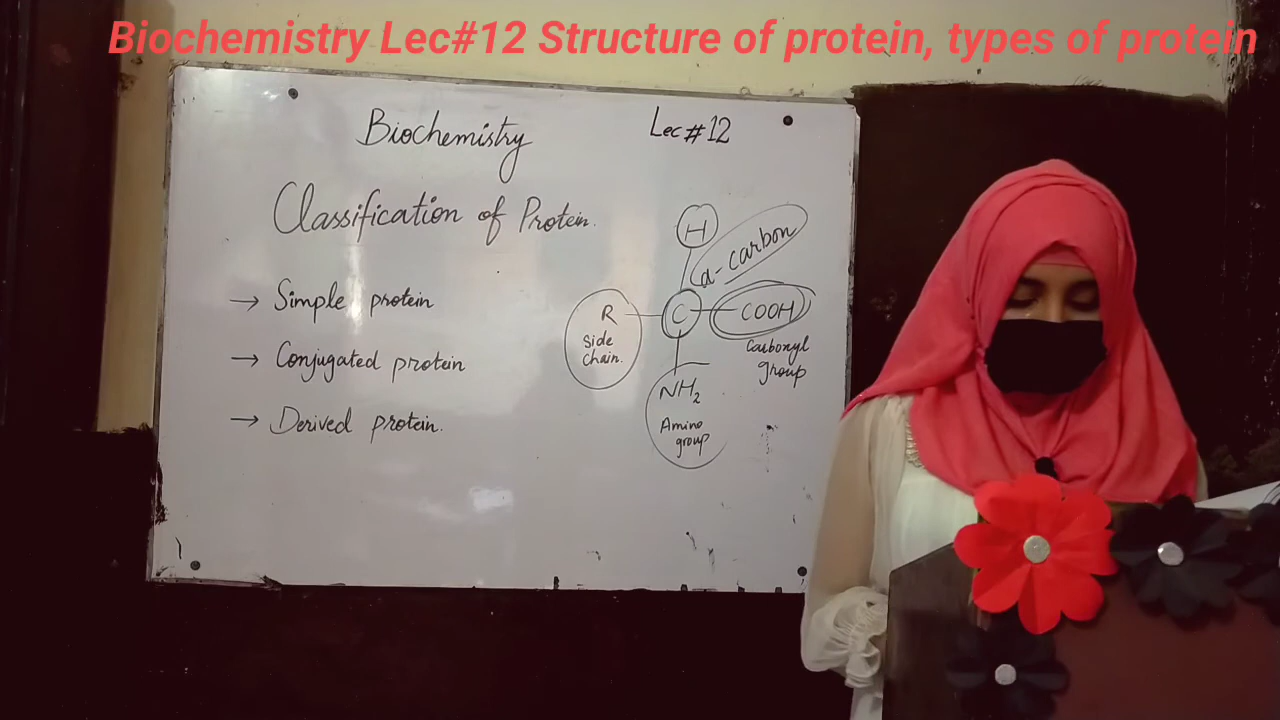 Biochemistry Lec#12 Structure of protein, types of protein
Biochemistry
Lec#12
Classification of Protein.
→ Simple protein
→ Conjugated protein
→ Derived protein.
H
α-carbon
R
C
COOH
Side
chain.
Carbonyl
group
NH₂
Amino
group